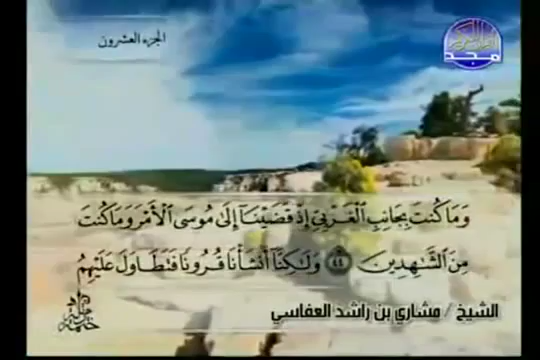 الجزء العشرون
مجد
وَمَا كُنتَ بِجَانِبِ الْغَرْبِيِّ إِذْ قَضَيْنَا إِلَىٰ مُوسَى الْأَمْرَ وَمَا كُنتَ
مِنَ الشَّاهِدِينَ ٤٤ وَلَٰكِنَّا أَنشَأْنَا قُرُونًا فَتَطَاوَلَ عَلَيْهِمُ
الشيخ / مشاري بن راشد العفاسي